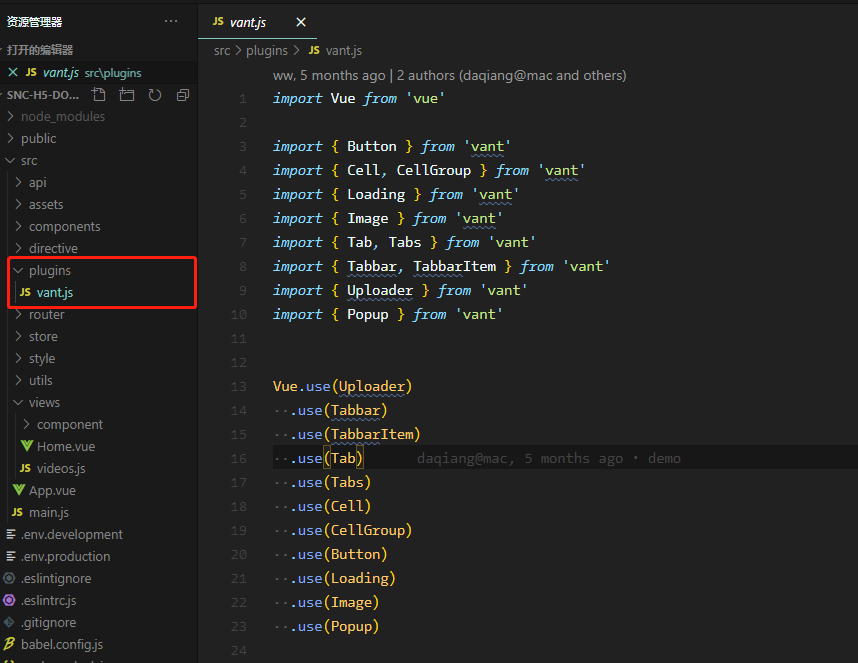 资源管理器
···
打开的编辑器
JS vant.js src\plugins
SNC-H5-DO...
node_modules
public
src
api
assets
components
directive
plugins
JS vant.js
router
store
style
utils
views
component
Home.vue
JS videos.js
App.vue
JS main.js
.env.development
.env.production
.eslintignore
.eslintrc.js
.gitignore
babel.config.js
JS vant.js
src > plugins > JS vant.js
ww, 5 months ago | 2 authors (daqiang@mac and others)
1 import Vue from 'vue'
2
3 import { Button } from 'vant'
4 import { Cell, CellGroup } from 'vant'
5 import { Loading } from 'vant'
6 import { Image } from 'vant'
7 import { Tab, Tabs } from 'vant'
8 import { Tabbar, TabbarItem } from 'vant'
9 import { Uploader } from 'vant'
10 import { Popup } from 'vant'
11
12
13 Vue.use(Uploader)
14 ··.use(Tabbar)
15 ··.use(TabbarItem)
16 ··.use(Tab) daqiang@mac, 5 months ago • demo
17 ··.use(Tabs)
18 ··.use(Cell)
19 ··.use(CellGroup)
20 ··.use(Button)
21 ··.use(Loading)
22 ··.use(Image)
23 ··.use(Popup)
24